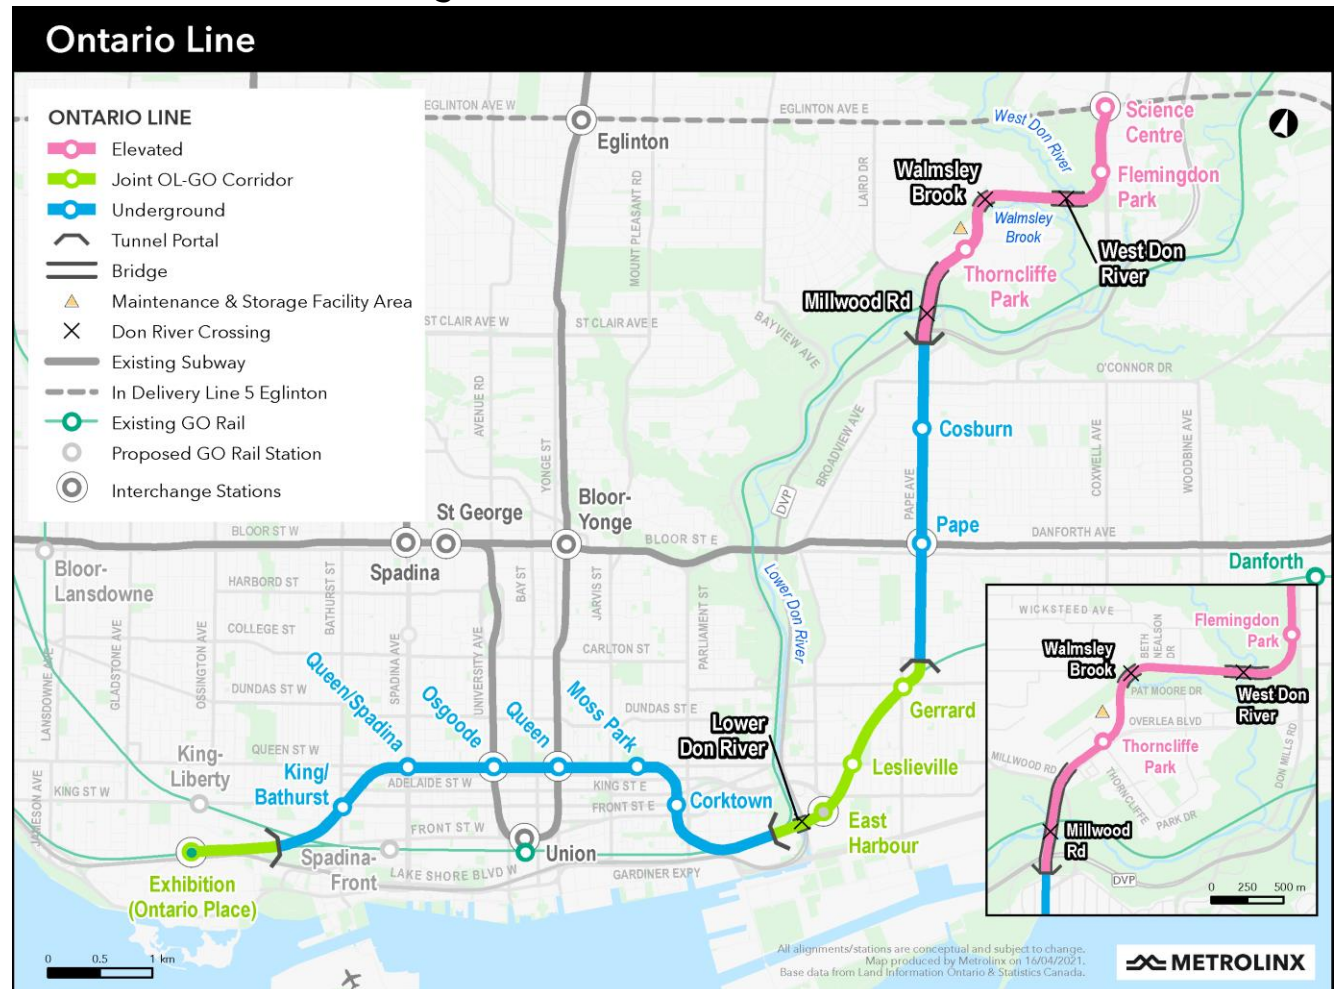 Ontario Line
ONTARIO LINE
Elevated
Joint OL-GO Corridor
Underground
Tunnel Portal
Bridge
Maintenance & Storage Facility Area
Don River Crossing
Existing Subway
In Delivery Line 5 Eglinton
Existing GO Rail
Proposed GO Rail Station
Interchange Stations
EGLINTON AVE W
EGLINTON AVE E
Eglinton
West Don
River
Science
Centre
Flemingdon
Park
Walmsley
Brook
Walmsley
Brook
West Don
River
Thorncliffe
Park
Millwood Rd
LAIRD DR
MOUNT PLEASANT RD
ST CLAIR AVE W
ST CLAIR AVE E
BAYVIEW AVE
O'CONNOR DR
AVENUE RD
YONGE ST
BROADVIEW AVE
DVP
PAPE AVE
COXWELL AVE
WOODBINE AVE
Cosburn
Pape
DANFORTH AVE
Danforth
St George
Bloor-
Yonge
Spadina
BLOOR ST W
BLOOR ST E
Bloor-
Lansdowne
HARBORD ST
BATHURST ST
BAY ST
JARVIS ST
PARLIAMENT ST
Lower Don River
COLLEGE ST
CARLTON ST
LANSDOWNE AVE
GLADSTONE AVE
OSSINGTON AVE
SPADINA AVE
UNIVERSITY AVE
DUNDAS ST W
DUNDAS ST E
Queen/Spadina
Osgoode
Queen
Moss Park
Lower
Don River
Gerrard
Leslieville
East
Harbour
Corktown
King-
Liberty
QUEEN ST W
King/
Bathurst
ADELAIDE ST W
KING ST E
FRONT ST E
KING ST W
JAMESON AVE
FRONT ST W
Spadina-
Front
Union
LAKE SHORE BLVD W
GARDINER EXPY
Exhibition
(Ontario Place)
0 0.5 1 km
WICKSTEED AVE
BETH
NEALSON
DR
Flemingdon
Park
Walmsley
Brook
PAT MOORE DR
West Don
River
OVERLEA BLVD
Thorncliffe
Park
MILLWOOD RD
THORNCLIFFE
PARK DR
DON MILLS RD
Millwood
Rd
DVP
0 250 500 m
All alignments/stations are conceptual and subject to change.
Map produced by Metrolinx on 16/04/2021.
Base data from Land Information Ontario & Statistics Canada.
METROLINX